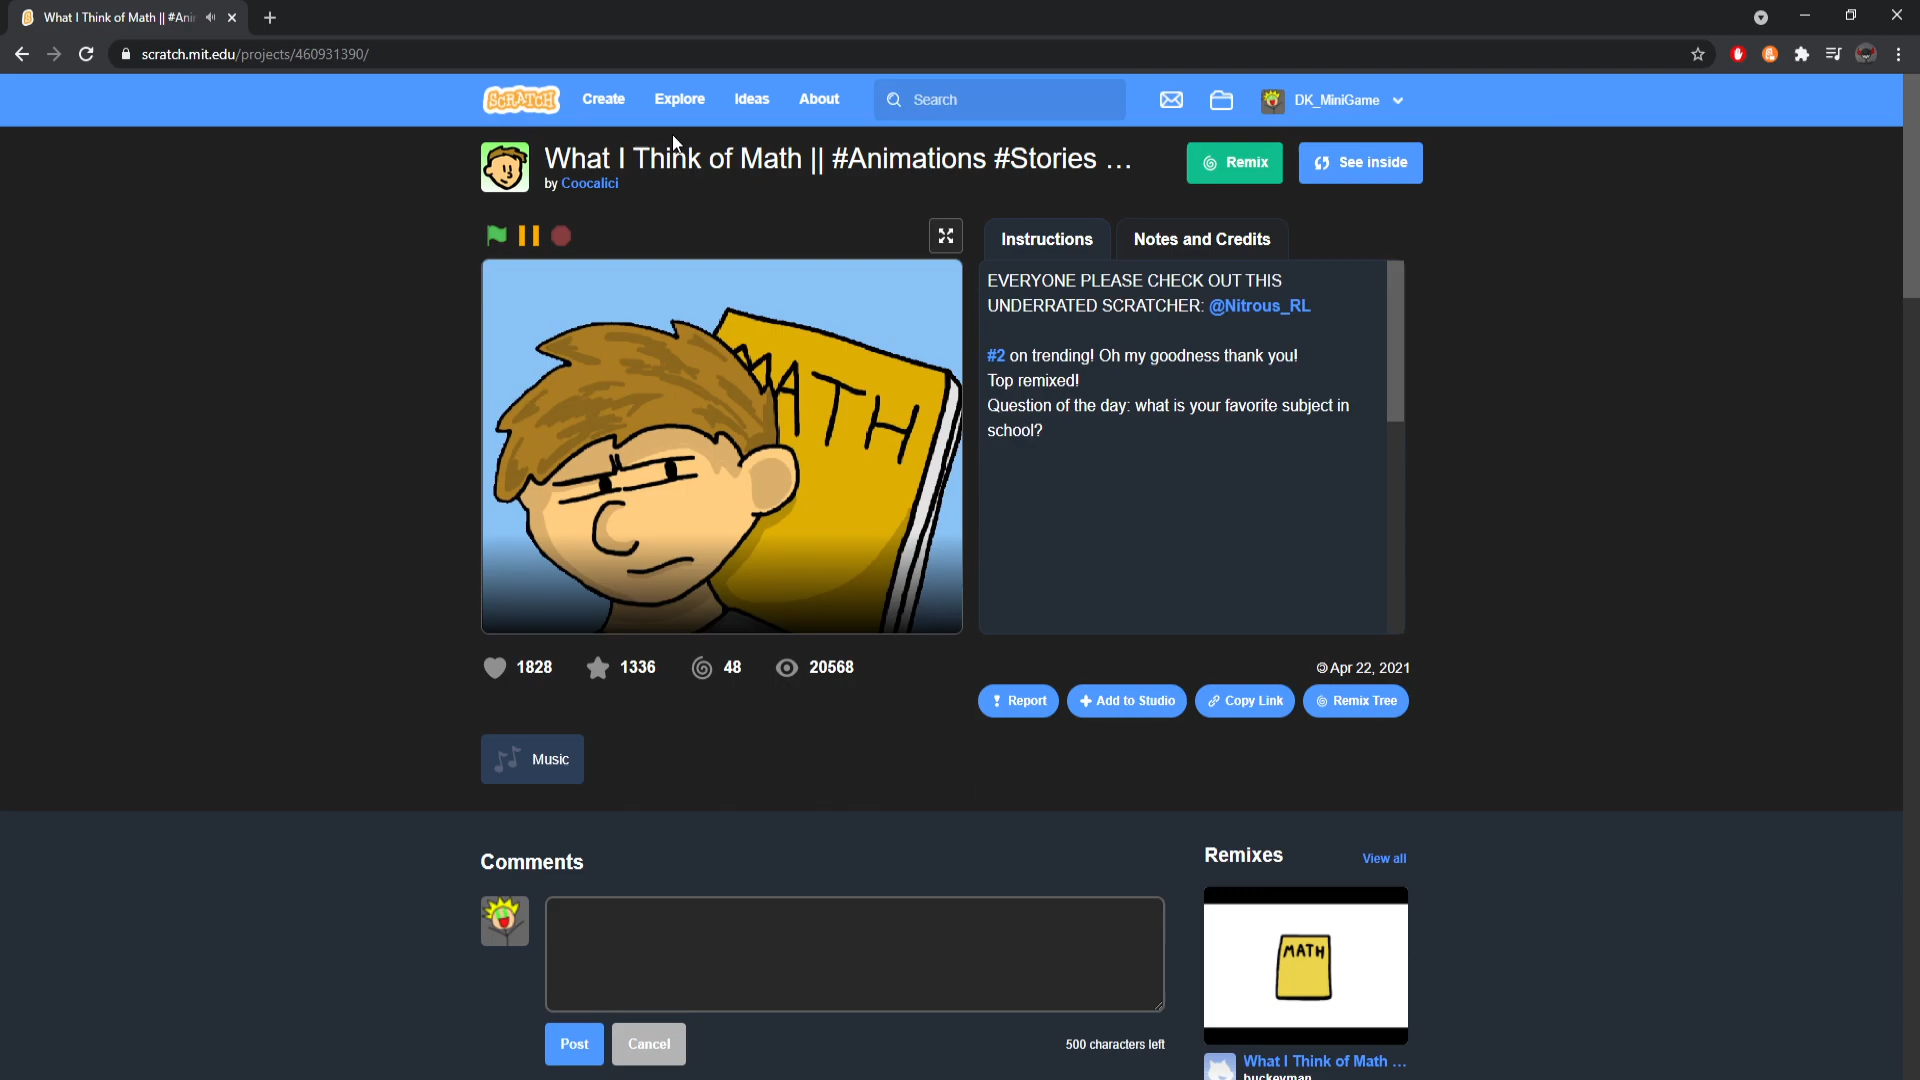 What I Think of Math || #Ani
scratch.mit.edu/projects/460931390/
SCRATCH
Create
Explore
Ideas
About
Search
DK_MiniGame
What I Think of Math || #Animations #Stories ...
by Coocalici
Remix
See inside
Instructions
Notes and Credits
EVERYONE PLEASE CHECK OUT THIS
UNDERRATED SCRATCHER: @Nitrous_RL
#2 on trending! Oh my goodness thank you!
Top remixed!
Question of the day: what is your favorite subject in
school?
MATH
1828
1336
48
20568
Apr 22, 2021
Report
Add to Studio
Copy Link
Remix Tree
Music
Comments
Remixes
View all
MATH
Post
Cancel
500 characters left
What I Think of Math ...
buckeyman